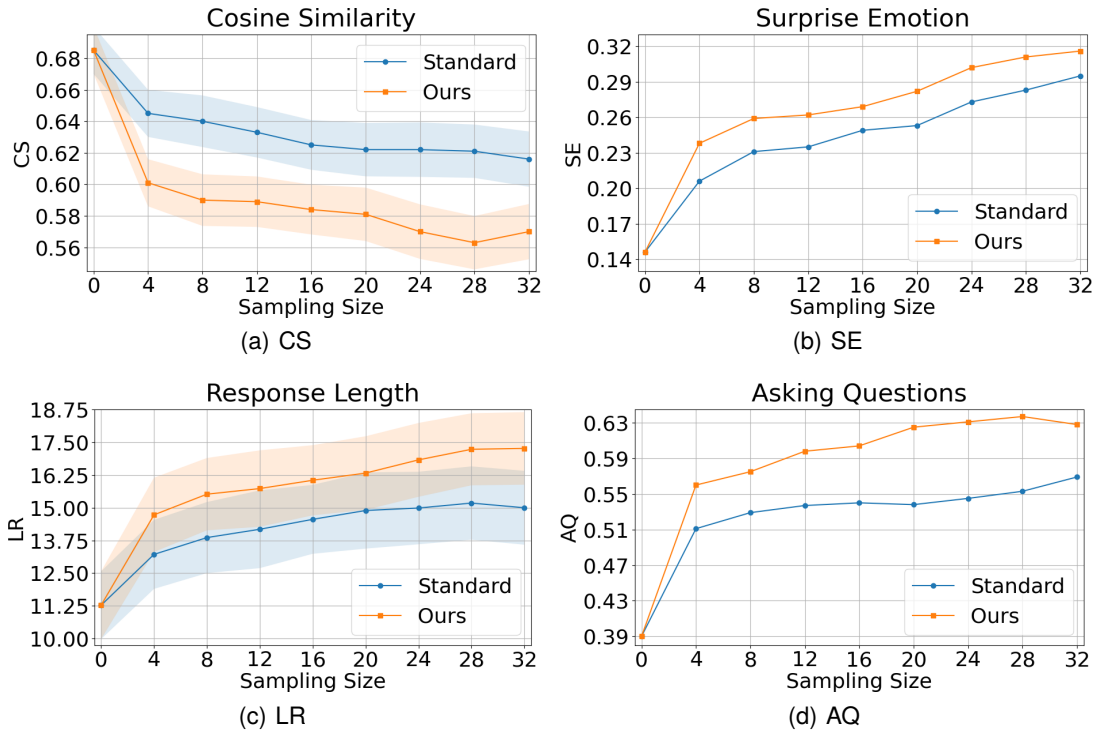 Cosine Similarity
CS
0.68
0.66
0.64
0.62
0.60
0.58
0.56
Standard
Ours
0 4 8 12 16 20 24 28 32
Sampling Size
(a) CS
Surprise Emotion
SE
0.32
0.29
0.26
0.23
0.20
0.17
0.14
Standard
Ours
0 4 8 12 16 20 24 28 32
Sampling Size
(b) SE
Response Length
LR
18.75
17.50
16.25
15.00
13.75
12.50
11.25
10.00
Standard
Ours
0 4 8 12 16 20 24 28 32
Sampling Size
(c) LR
Asking Questions
AQ
0.63
0.59
0.55
0.51
0.47
0.43
0.39
Standard
Ours
0 4 8 12 16 20 24 28 32
Sampling Size
(d) AQ